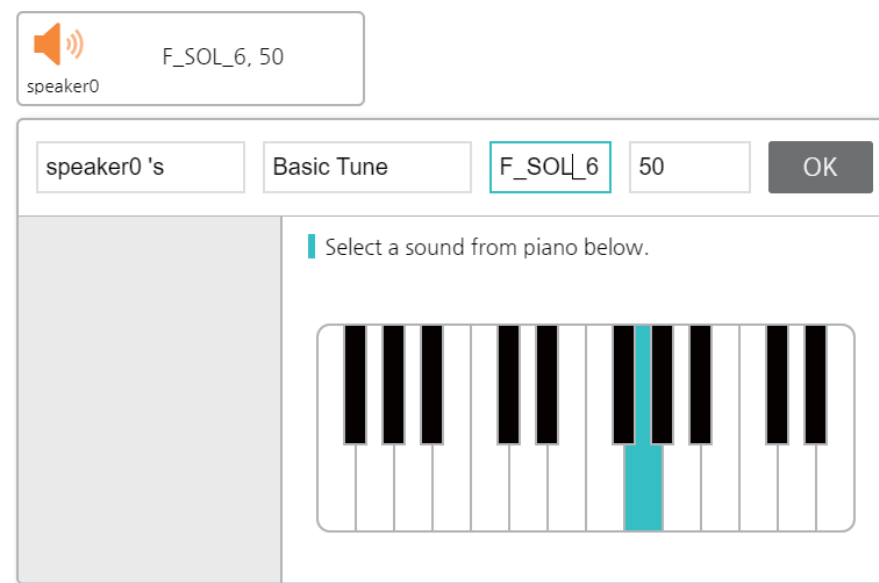 F_SOL_6, 50
speaker0
speaker0 's Basic Tune F_SOL_6 50 OK
Select a sound from piano below.